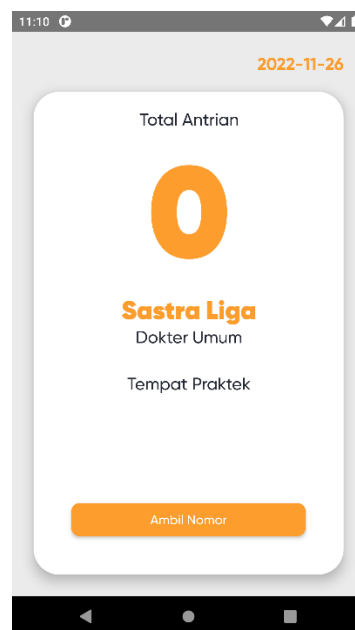 11:10
2022-11-26
Total Antrian
0
Sastra Liga
Dokter Umum
Tempat Praktek
Ambil Nomor